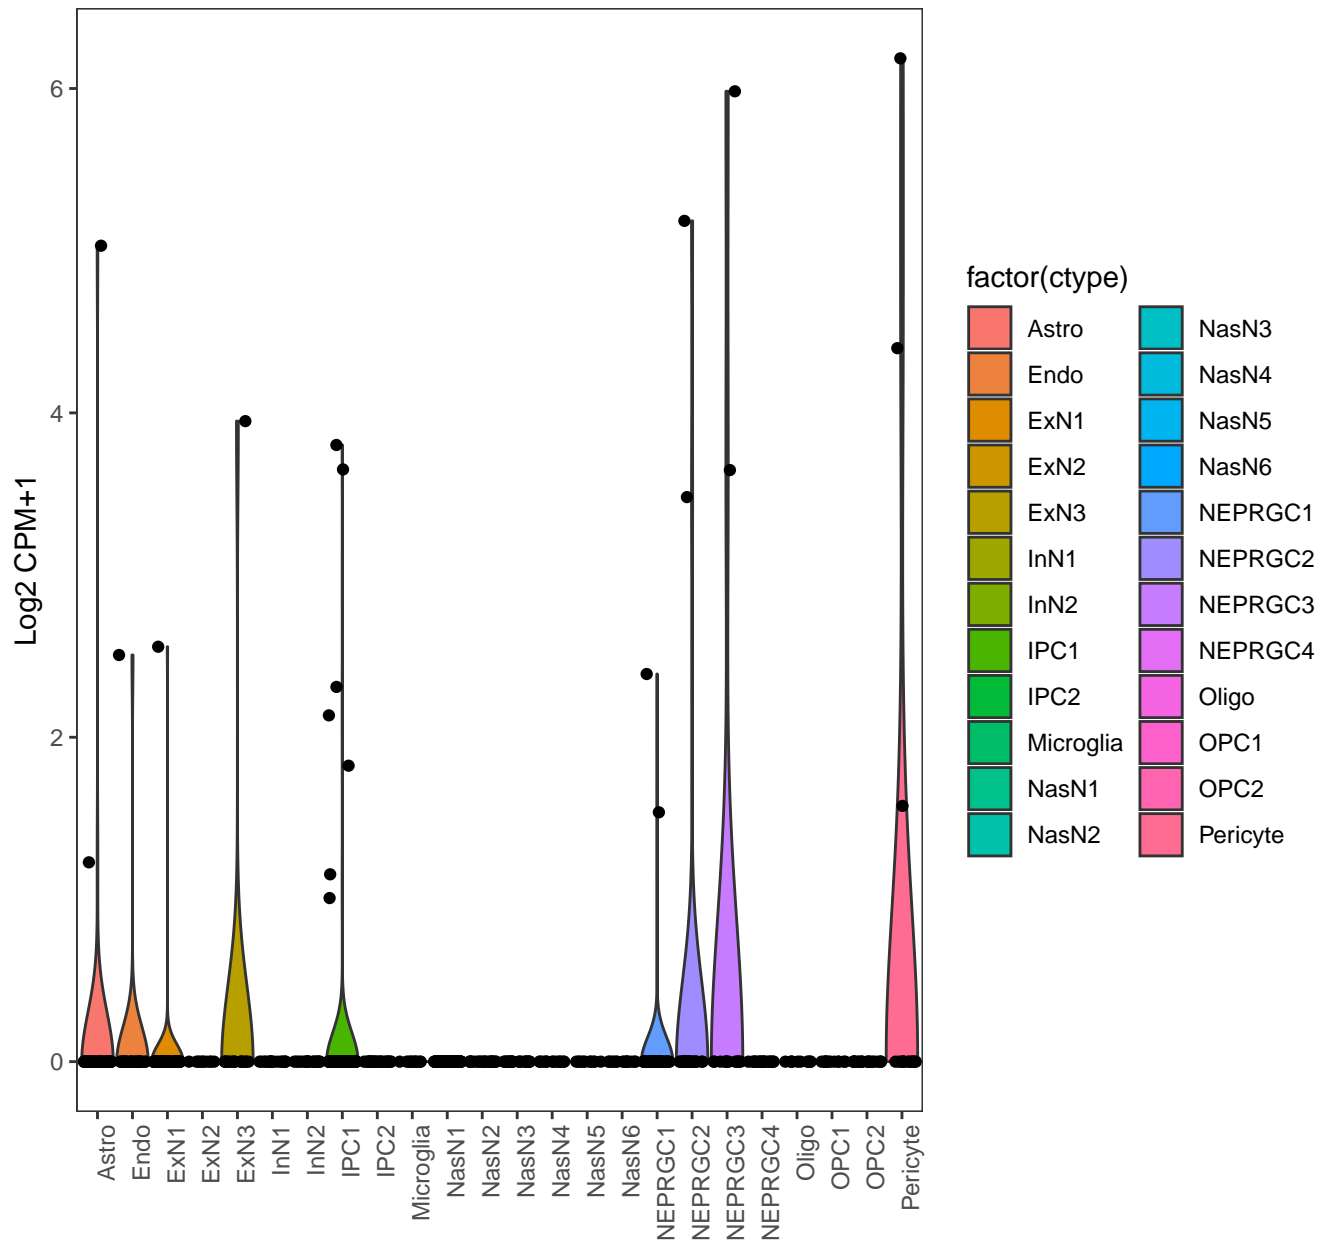 6
4
2
0
Log2 CPM+1
Astro
Endo
ExN1
ExN2
ExN3
InN1
InN2
IPC1
IPC2
Microglia
NasN1
NasN2
NasN3
NasN4
NasN5
NasN6
NEPRGC1
NEPRGC2
NEPRGC3
NEPRGC4
Oligo
OPC1
OPC2
Pericyte
factor(ctype)
Astro
Endo
ExN1
ExN2
ExN3
InN1
InN2
IPC1
IPC2
Microglia
NasN1
NasN2
NasN3
NasN4
NasN5
NasN6
NEPRGC1
NEPRGC2
NEPRGC3
NEPRGC4
Oligo
OPC1
OPC2
Pericyte